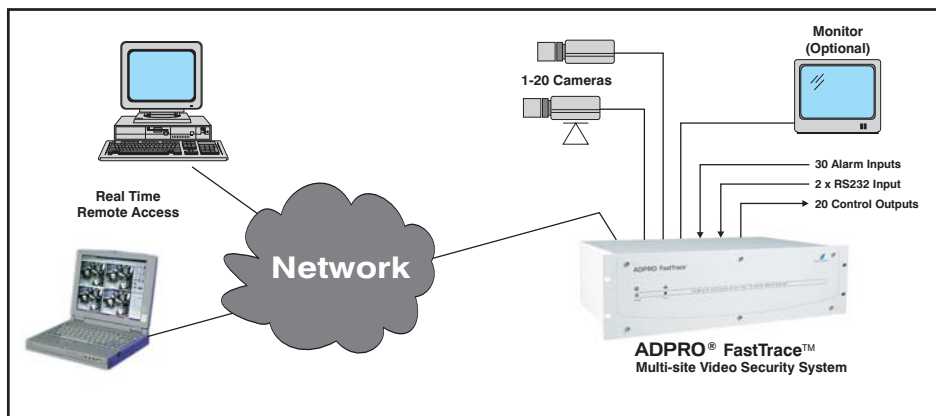 Monitor
(Optional)
1-20 Cameras
30 Alarm Inputs
2 x RS232 Input
20 Control Outputs
Real Time
Remote Access
Network
ADPRO FastTrace
ADPRO® FastTrace™
Multi-site Video Security System